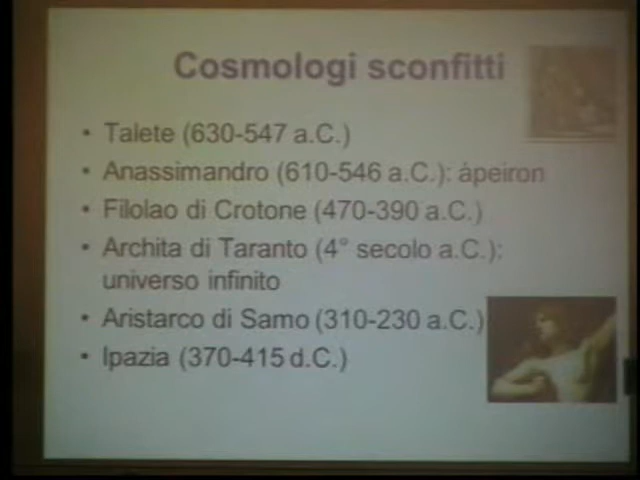 Cosmologi sconfitti
• Talete (630-547 a.C.)
• Anassimandro (610-546 a.C.): ápeiron
• Filolao di Crotone (470-390 a.C.)
• Archita di Taranto (4° secolo a.C.):
universo infinito
• Aristarco di Samo (310-230 a.C.)
• Ipazia (370-415 d.C.)